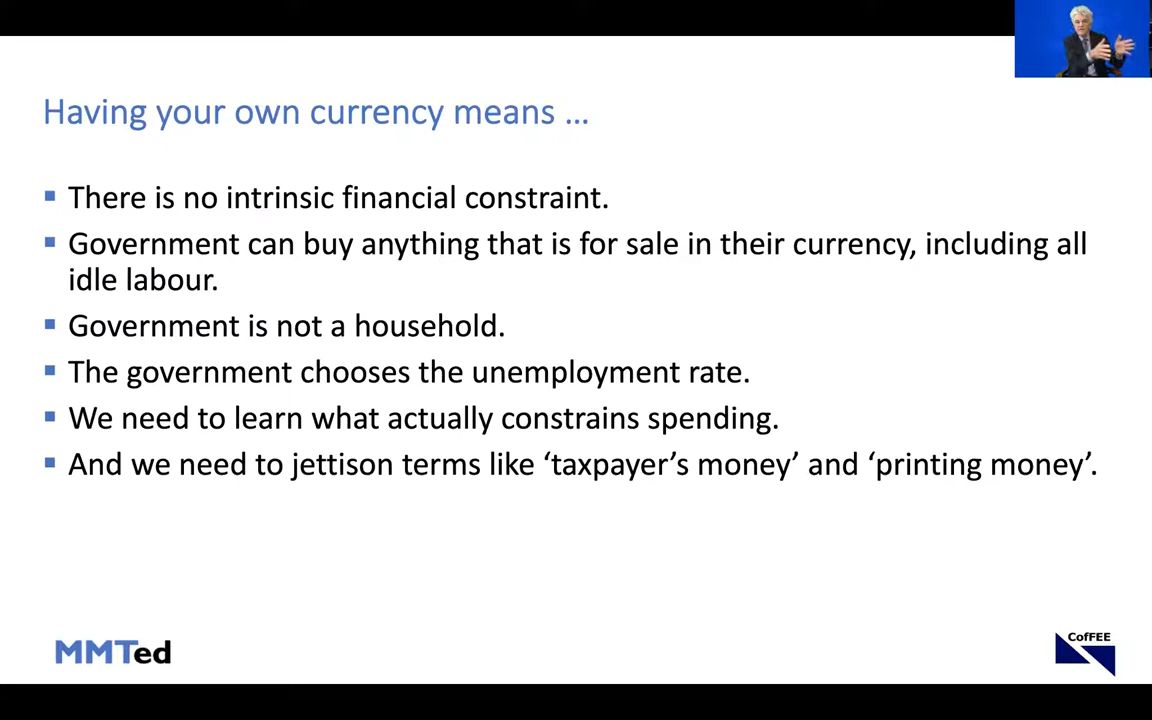 Having your own currency means ...
▪ There is no intrinsic financial constraint.
▪ Government can buy anything that is for sale in their currency, including all
idle labour.
▪ Government is not a household.
▪ The government chooses the unemployment rate.
▪ We need to learn what actually constrains spending.
▪ And we need to jettison terms like ‘taxpayer’s money’ and ‘printing money’.
MMTed
CofFEE